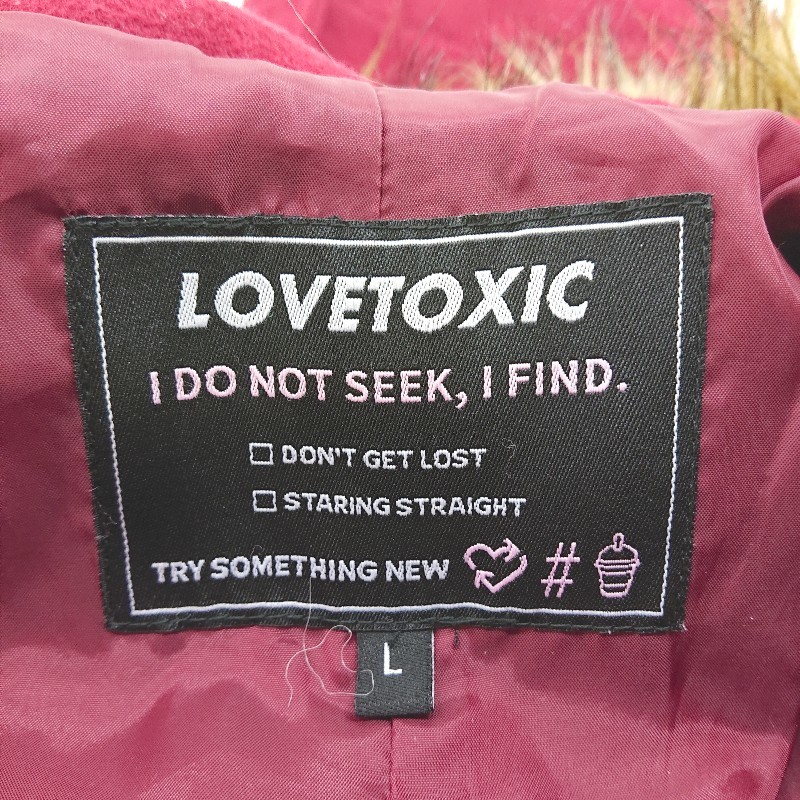 LOVETOXIC
I DO NOT SEEK, I FIND.
DON'T GET LOST
STARING STRAIGHT
TRY SOMETHING NEW #
L